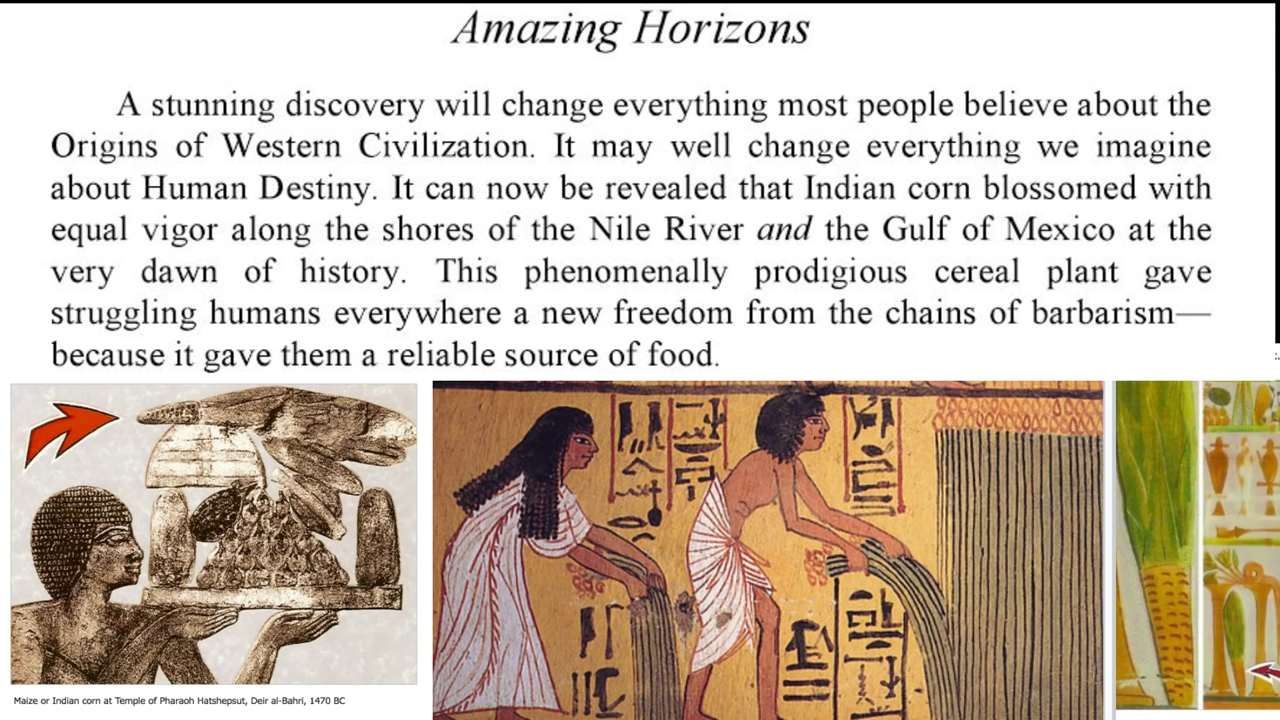 Amazing Horizons
A stunning discovery will change everything most people believe about the
Origins of Western Civilization. It may well change everything we imagine
about Human Destiny. It can now be revealed that Indian corn blossomed with
equal vigor along the shores of the Nile River and the Gulf of Mexico at the
very dawn of history. This phenomenally prodigious cereal plant gave
struggling humans everywhere a new freedom from the chains of barbarism—
because it gave them a reliable source of food.
Maize or Indian corn at Temple of Pharaoh Hatshepsut, Deir al-Bahri, 1470 BC